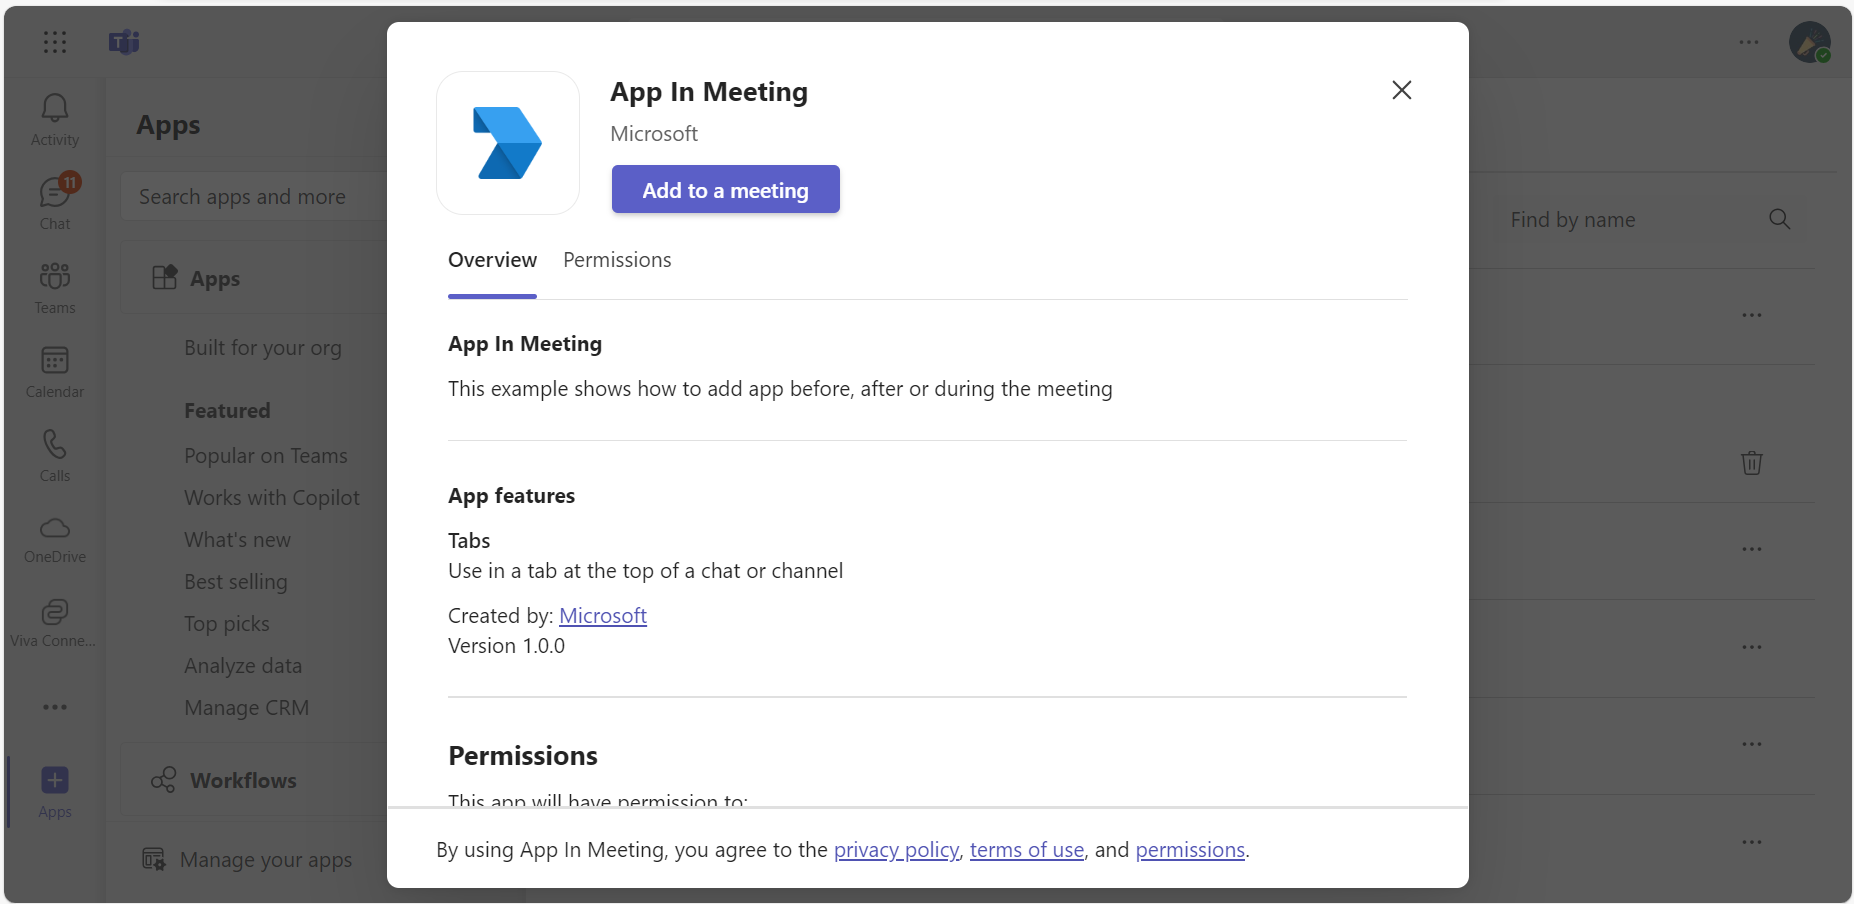 App In Meeting
Microsoft
Add to a meeting
Overview Permissions
App In Meeting
This example shows how to add app before, after or during the meeting
App features
Tabs
Use in a tab at the top of a chat or channel
Created by: Microsoft
Version 1.0.0
Permissions
This app will have permission to:
By using App In Meeting, you agree to the privacy policy, terms of use, and permissions.
Activity
11
Chat
Teams
Calendar
Calls
OneDrive
Viva Conne...
Apps
Apps
Search apps and more
Apps
Built for your org
Featured
Popular on Teams
Works with Copilot
What's new
Best selling
Top picks
Analyze data
Manage CRM
Workflows
Manage your apps
Find by name